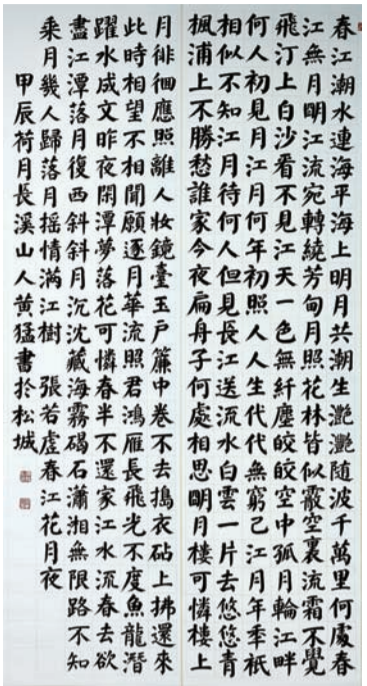 春江潮水連海平海上明月共潮生灩灩随波千萬里何處春
江無月明江流宛轉繞芳甸月照花林皆似霰空裏流霜不覺
飛汀上白沙看不見江天一色無纖塵皎皎空中孤月輪江畔
何人初見月江月何年初照人人生代代無窮已江月年秊衹
相似不知江月待何人但見長江送流水白雲一片去悠悠青
楓浦上不勝愁誰家今夜扁舟子何處相思明月樓可憐樓上
月徘徊應照離人妝鏡臺玉戶簾中卷不去搗衣砧上拂還來
此時相望不相聞願逐月華流照君鴻雁長飛光不度魚龍潛
躍水成文昨夜閑潭夢落花可憐春半不還家江水流春去欲
盡江潭落月復西斜斜月沉沈藏海霧碣石瀟湘無限路不知
乘月幾人歸落月摇情滿江樹 張若虛春江花月夜
甲辰荷月長溪山人黄猛書於松城